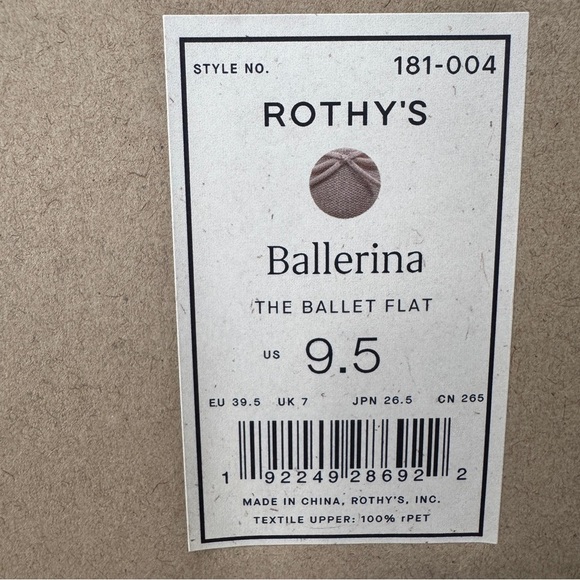 STYLE NO. 181-004
ROTHY'S
Ballerina
THE BALLET FLAT
US 9.5
EU 39.5 UK 7 JPN 26.5 CN 265
1 92249 28692 2
MADE IN CHINA, ROTHY'S, INC.
TEXTILE UPPER: 100% rPET